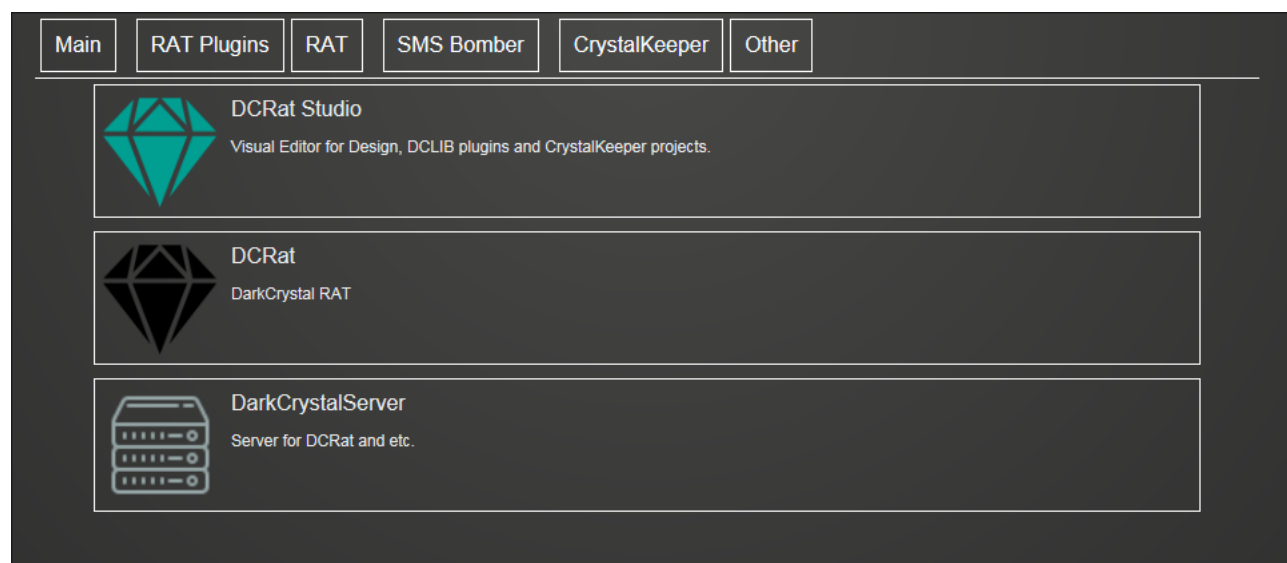 Main RAT Plugins RAT SMS Bomber CrystalKeeper Other
DCRat Studio
Visual Editor for Design, DCLIB plugins and CrystalKeeper projects.
DCRat
DarkCrystal RAT
DarkCrystalServer
Server for DCRat and etc.